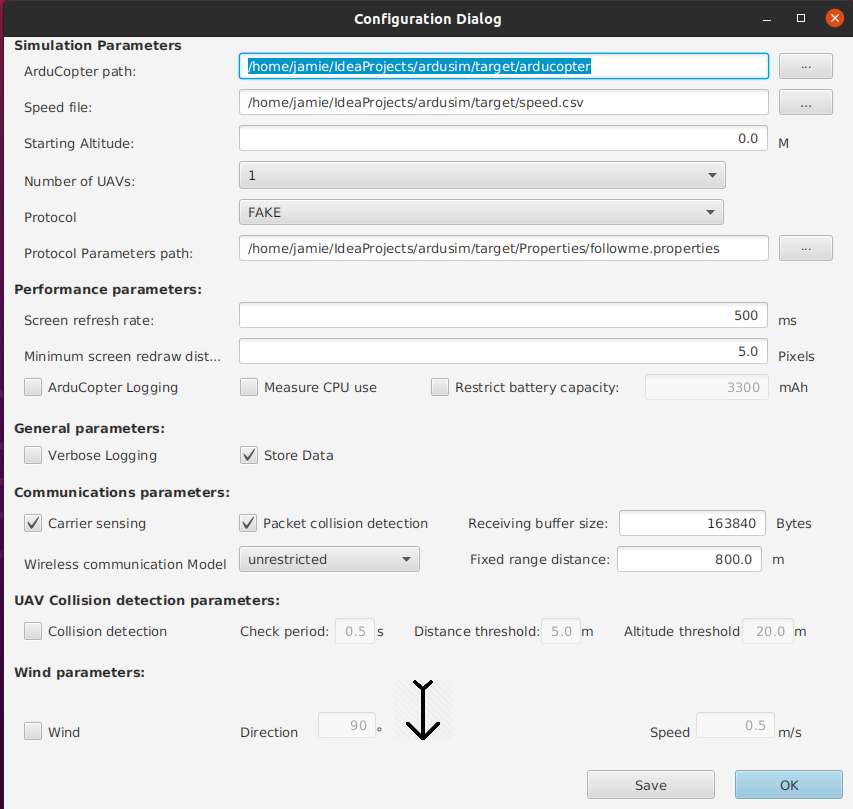 Configuration Dialog
Simulation Parameters
ArduCopter path: /home/jamie/IdeaProjects/ardusim/target/arducopter ...
Speed file: /home/jamie/IdeaProjects/ardusim/target/speed.csv ...
Starting Altitude: 0.0 M
Number of UAVs: 1
Protocol FAKE
Protocol Parameters path: /home/jamie/IdeaProjects/ardusim/target/Properties/followme.properties ...
Performance parameters:
Screen refresh rate: 500 ms
Minimum screen redraw dist... 5.0 Pixels
ArduCopter Logging Measure CPU use Restrict battery capacity: 3300 mAh
General parameters:
Verbose Logging Store Data
Communications parameters:
Carrier sensing Packet collision detection Receiving buffer size: 163840 Bytes
Wireless communication Model unrestricted Fixed range distance: 800.0 m
UAV Collision detection parameters:
Collision detection Check period: 0.5 s Distance threshold: 5.0 m Altitude threshold 20.0 m
Wind parameters:
Wind Direction 90 ° Speed 0.5 m/s
Save OK